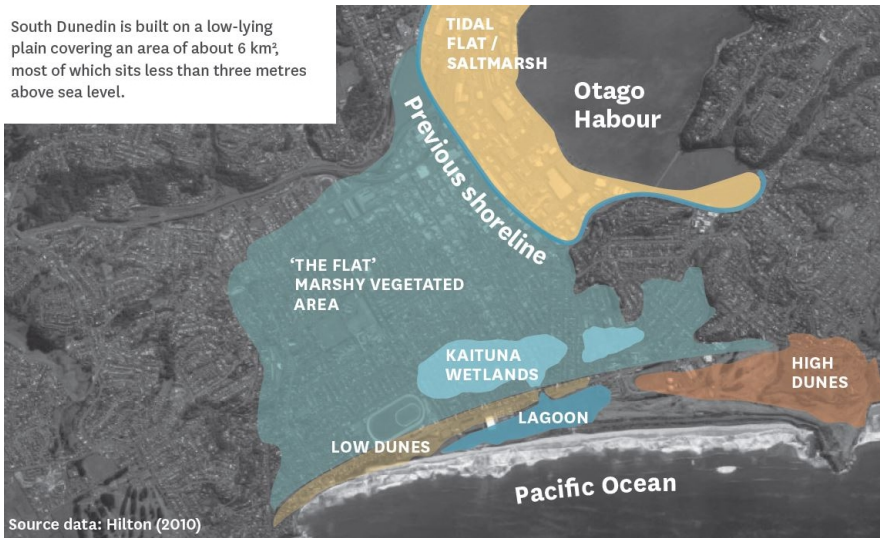 South Dunedin is built on a low-lying
plain covering an area of about 6 km²,
most of which sits less than three metres
above sea level.
TIDAL
FLAT /
SALTMARSH
Otago
Habour
Previous shoreline
‘THE FLAT’
MARSHY VEGETATED
AREA
KAITUNA
WETLANDS
HIGH
DUNES
LAGOON
LOW DUNES
Pacific Ocean
Source data: Hilton (2010)